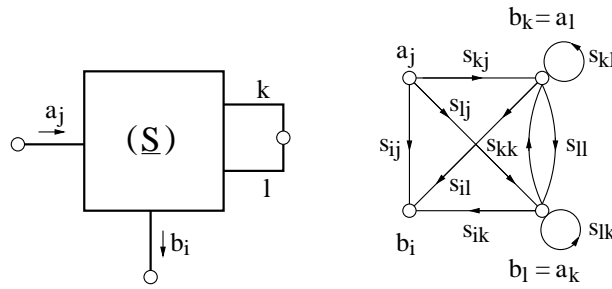 a_j
(S)
k
l
b_i
b_k = a_l
a_j
s_kj
s_kl
s_lj
s_ij
s_kk
s_ll
s_il
b_i
s_ik
s_lk
b_l = a_k